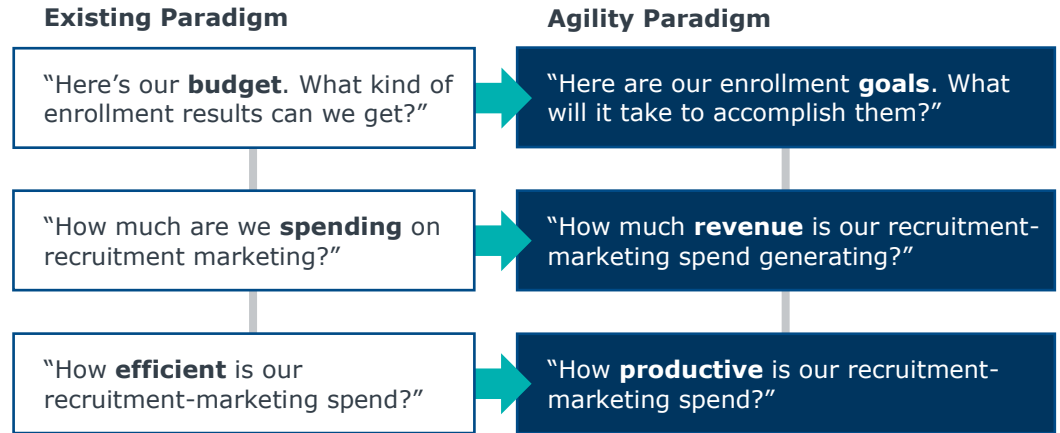 Existing Paradigm
Agility Paradigm
“Here’s our budget. What kind of
enrollment results can we get?”
“Here are our enrollment goals. What
will it take to accomplish them?”
“How much are we spending on
recruitment marketing?”
“How much revenue is our recruitment-
marketing spend generating?”
“How efficient is our
recruitment-marketing spend?”
“How productive is our recruitment-
marketing spend?”